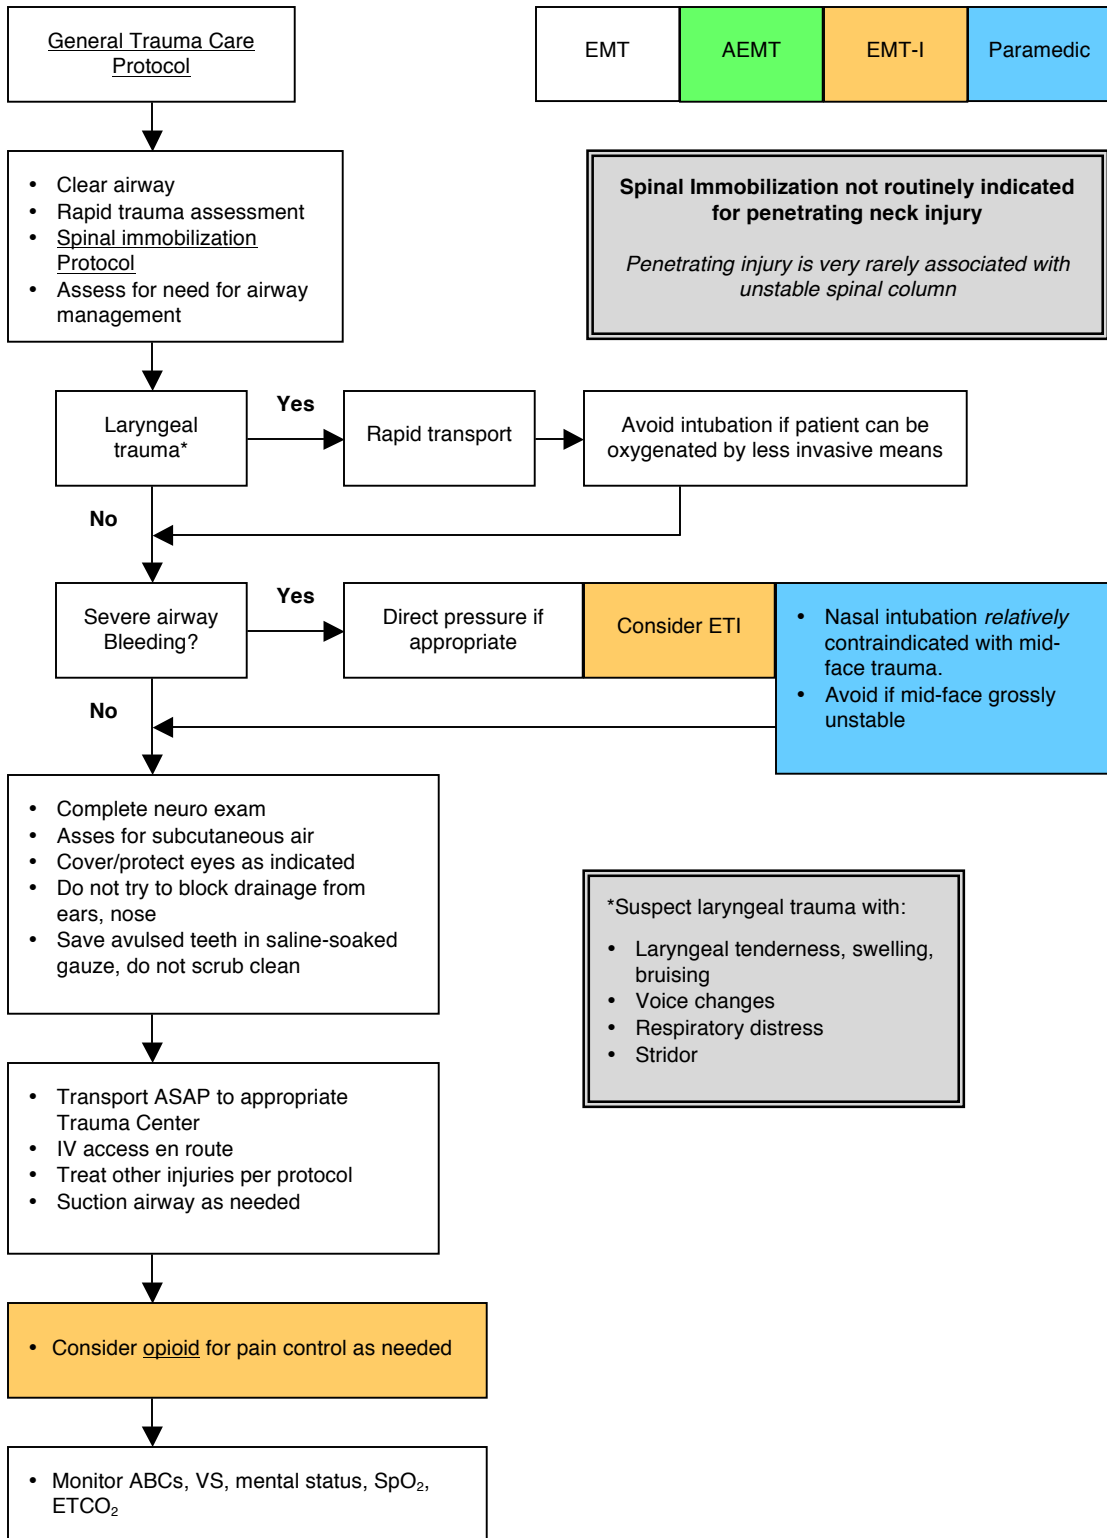 General Trauma Care
Protocol
EMT
AEMT
EMT-I
Paramedic
• Clear airway
• Rapid trauma assessment
• Spinal immobilization
Protocol
• Assess for need for airway
management
Spinal Immobilization not routinely indicated
for penetrating neck injury
Penetrating injury is very rarely associated with
unstable spinal column
Laryngeal
trauma*
Yes
Rapid transport
Avoid intubation if patient can be
oxygenated by less invasive means
No
Severe airway
Bleeding?
Yes
Direct pressure if
appropriate
Consider ETI
• Nasal intubation relatively
contraindicated with mid-
face trauma.
• Avoid if mid-face grossly
unstable
No
• Complete neuro exam
• Asses for subcutaneous air
• Cover/protect eyes as indicated
• Do not try to block drainage from
ears, nose
• Save avulsed teeth in saline-soaked
gauze, do not scrub clean
*Suspect laryngeal trauma with:
• Laryngeal tenderness, swelling,
bruising
• Voice changes
• Respiratory distress
• Stridor
• Transport ASAP to appropriate
Trauma Center
• IV access en route
• Treat other injuries per protocol
• Suction airway as needed
• Consider opioid for pain control as needed
• Monitor ABCs, VS, mental status, SpO₂,
ETCO₂